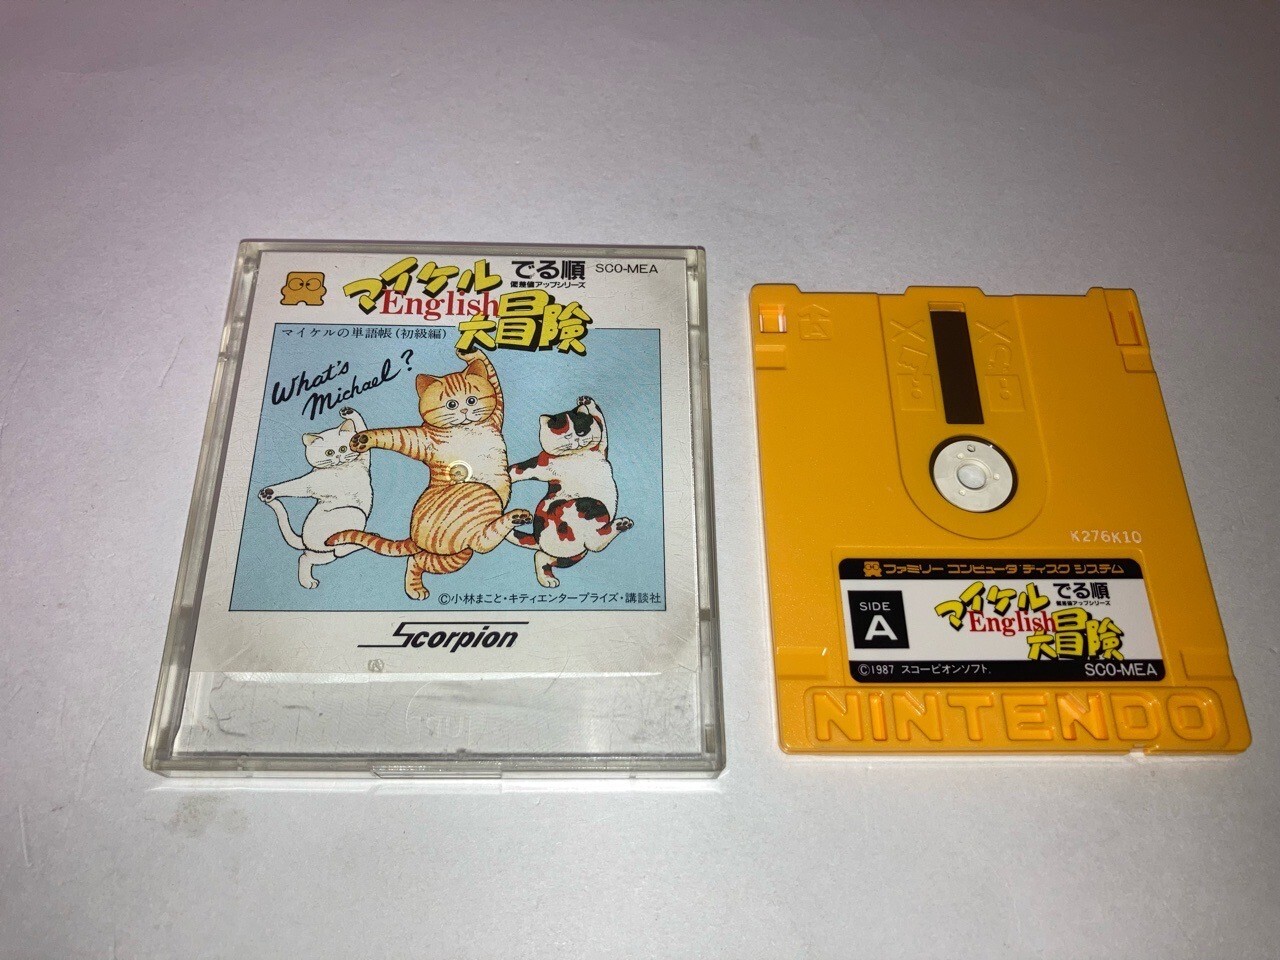 マイケル
English
大冒険
でる順
偏差値アップシリーズ
SCO-MEA
マイケルの単語帳(初級編)
What's
Michael?
©小林まこと・キティエンタープライズ・講談社
Scorpion
K276K10
ファミリー コンピュータ ディスク システム
SIDE
A
マイケル
English
大冒険
でる順
偏差値アップシリーズ
©1987 スコーピオンソフト.
SCO-MEA
NINTENDO